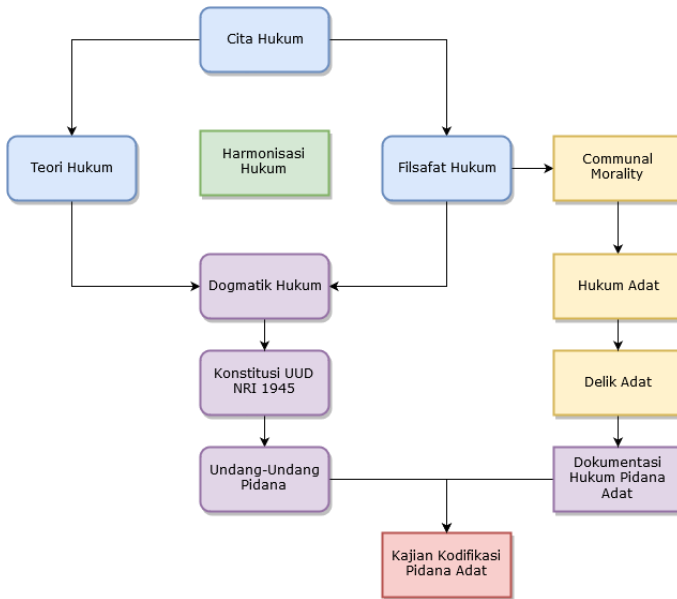 Cita Hukum
Teori Hukum
Harmonisasi
Hukum
Filsafat Hukum
Communal
Morality
Dogmatik Hukum
Hukum Adat
Konstitusi UUD
NRI 1945
Delik Adat
Undang-Undang
Pidana
Dokumentasi
Hukum Pidana
Adat
Kajian Kodifikasi
Pidana Adat